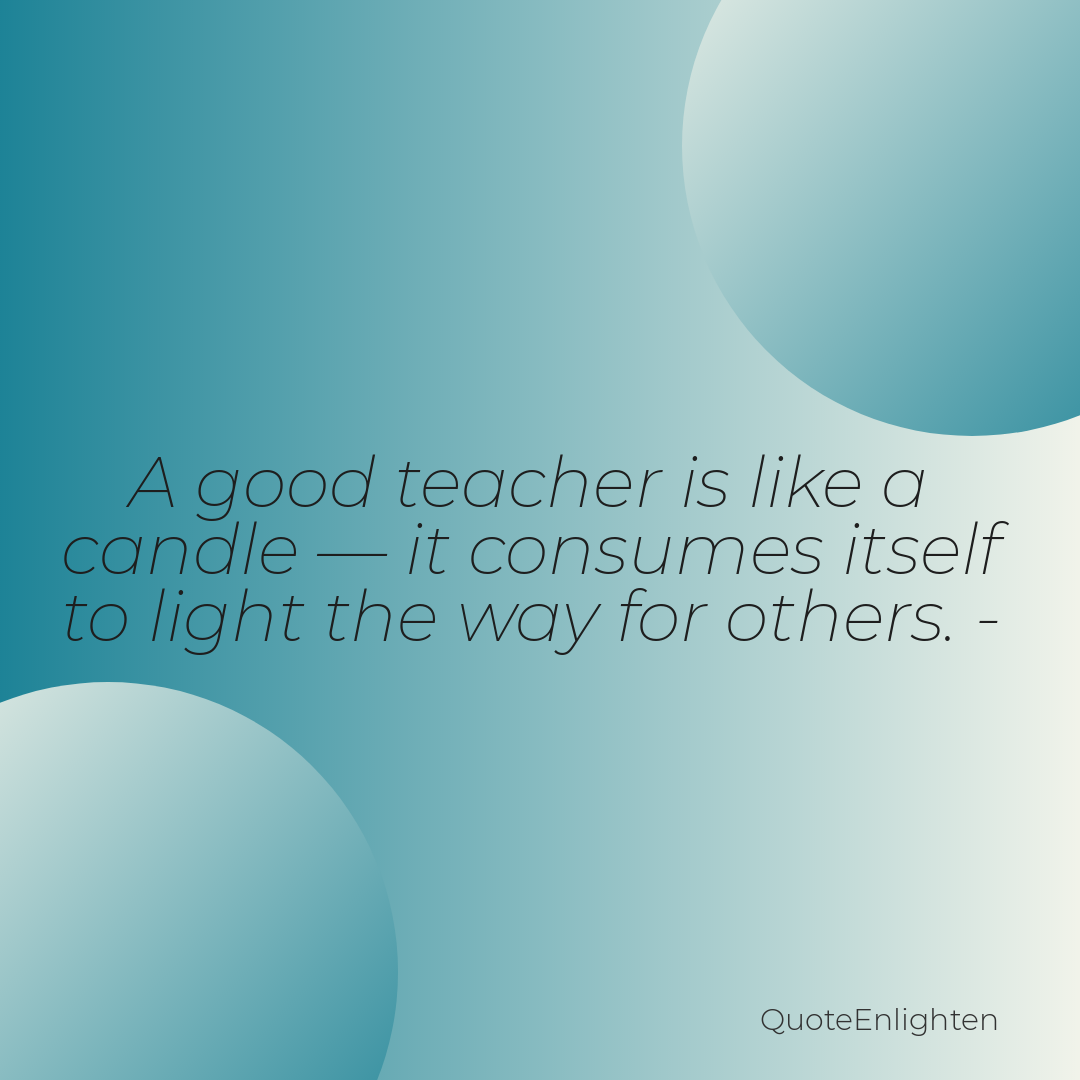 A good teacher is like a
candle — it consumes itself
to light the way for others. -
QuoteEnlighten